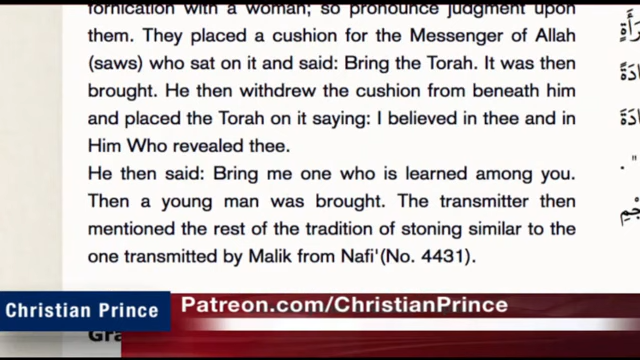 fornication with a woman; so pronounce judgment upon
them. They placed a cushion for the Messenger of Allah
(saws) who sat on it and said: Bring the Torah. It was then
brought. He then withdrew the cushion from beneath him
and placed the Torah on it saying: I believed in thee and in
Him Who revealed thee.
He then said: Bring me one who is learned among you.
Then a young man was brought. The transmitter then
mentioned the rest of the tradition of stoning similar to the
one transmitted by Malik from Nafi'(No. 4431).
Christian Prince
Patreon.com/ChristianPrince